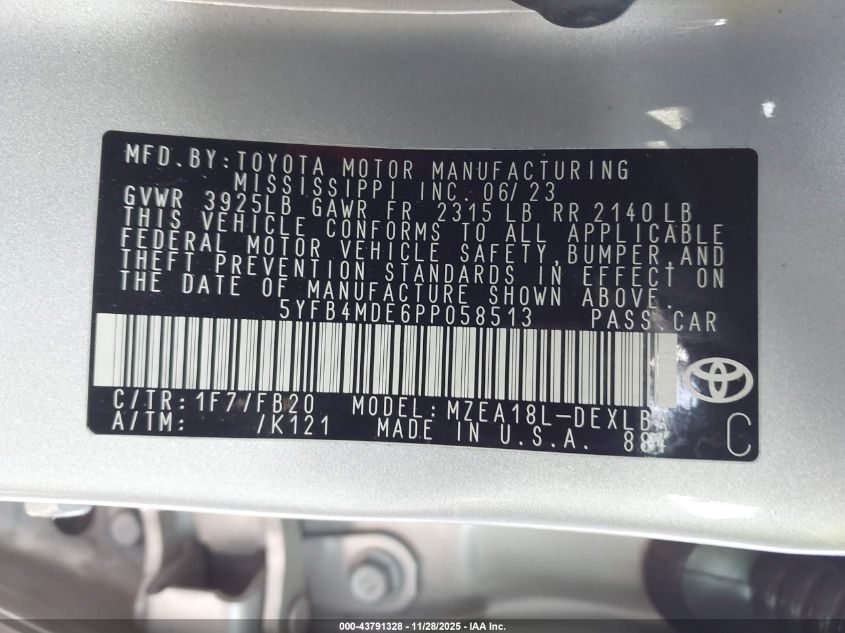 MFD.BY:TOYOTA MOTOR MANUFACTURING
MISSISSIPPI INC. 06/23
GVWR 3925LB GAWR FR 2315 LB RR 2140 LB
THIS VEHICLE CONFORMS TO ALL APPLICABLE
FEDERAL MOTOR VEHICLE SAFETY, BUMPER, AND
THEFT PREVENTION STANDARDS IN EFFECT ON
THE DATE OF MANUFACTURE SHOWN ABOVE.
5YFB4MDE6PP058513 PASS.CAR
C/TR: 1F7/FB20 MODEL: MZEA18L-DEXLBA
A/TM: /K121 MADE IN U.S.A.
C
000-43791328 | 11/28/2025 - IAA Inc.